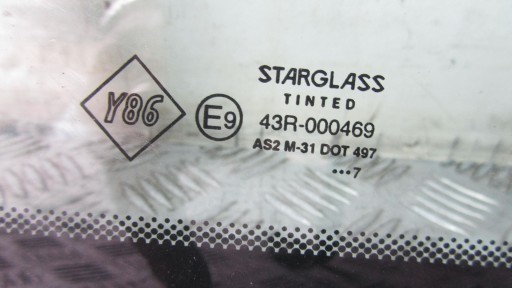 Y86
E9
STARGLASS
TINTED
43R-000469
AS2 M-31 DOT 497
•••7